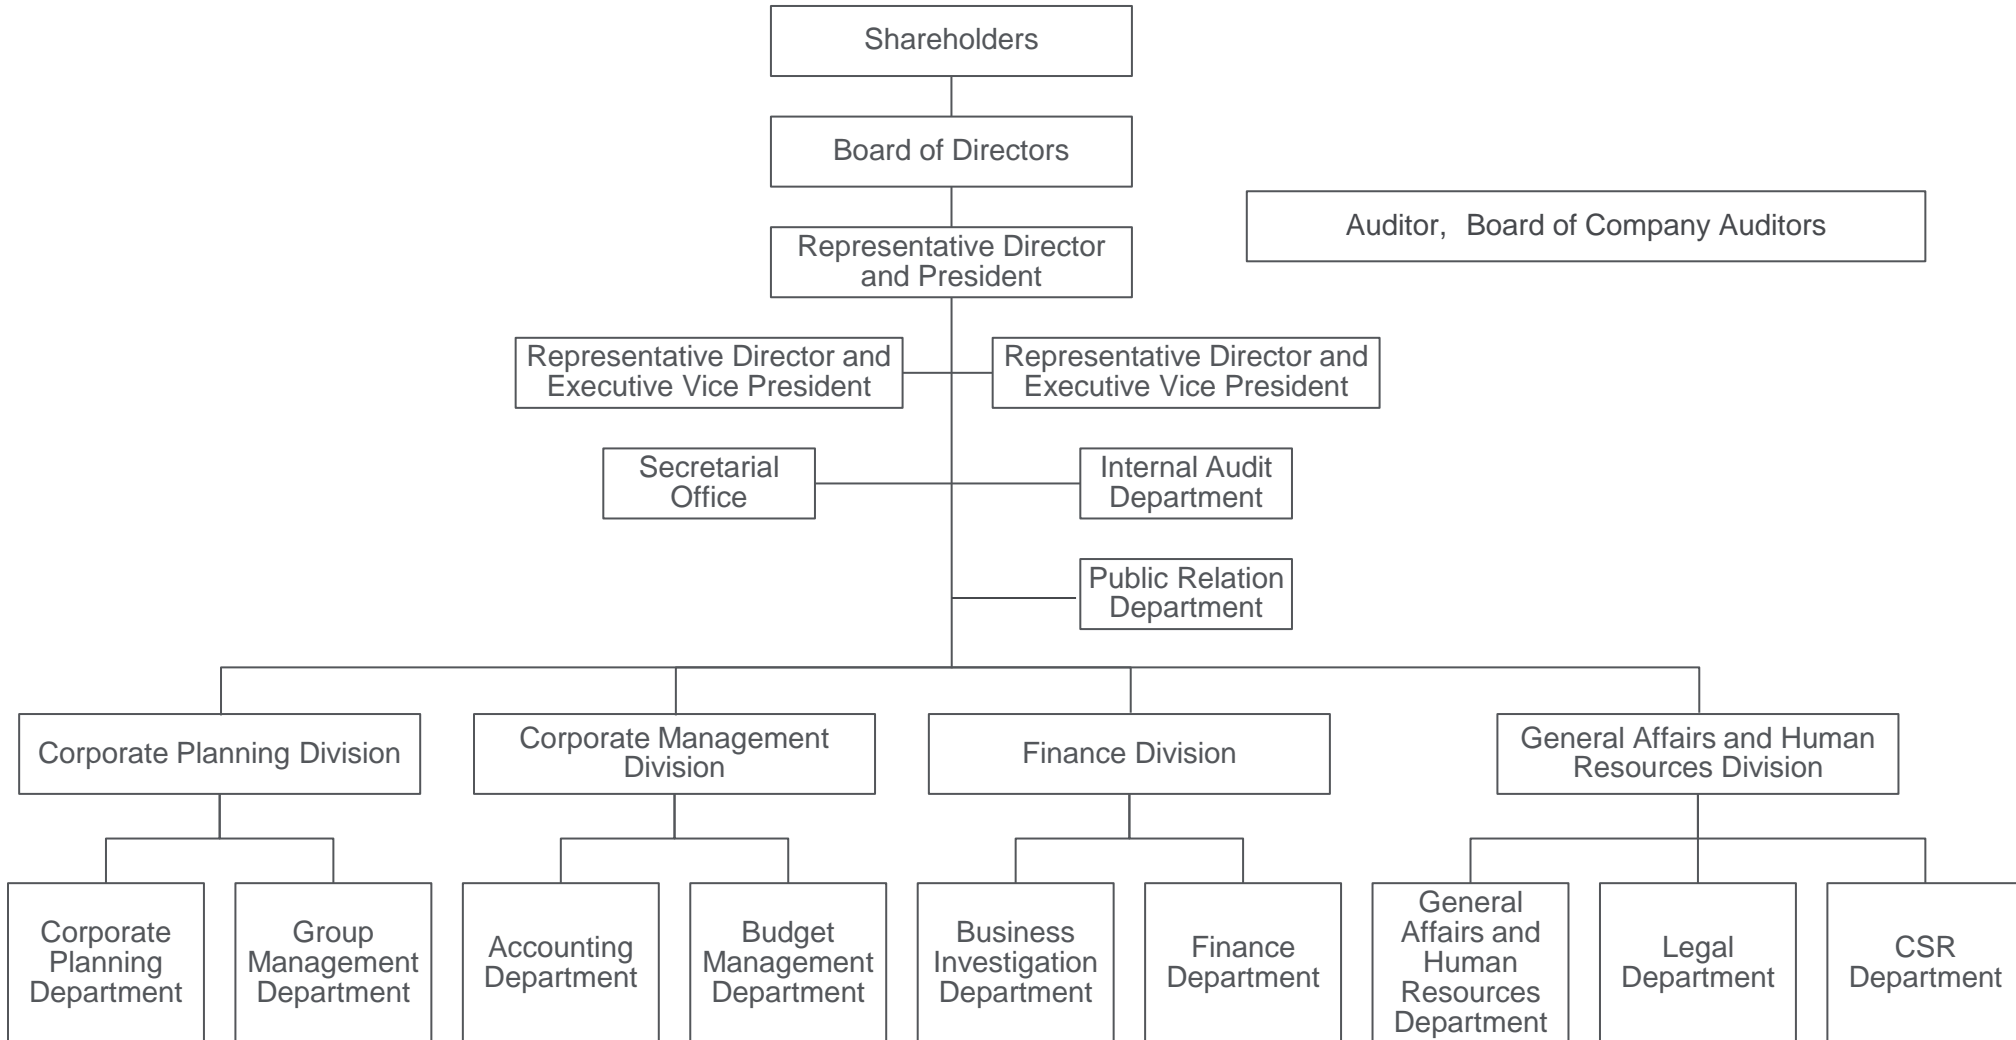 Shareholders
Board of Directors
Auditor, Board of Company Auditors
Representative Director
and President
Representative Director and
Executive Vice President
Representative Director and
Executive Vice President
Secretarial
Office
Internal Audit
Department
Public Relation
Department
Corporate Planning Division
Corporate Management
Division
Finance Division
General Affairs and Human
Resources Division
Corporate
Planning
Department
Group
Management
Department
Accounting
Department
Budget
Management
Department
Business
Investigation
Department
Finance
Department
General
Affairs and
Human
Resources
Department
Legal
Department
CSR
Department